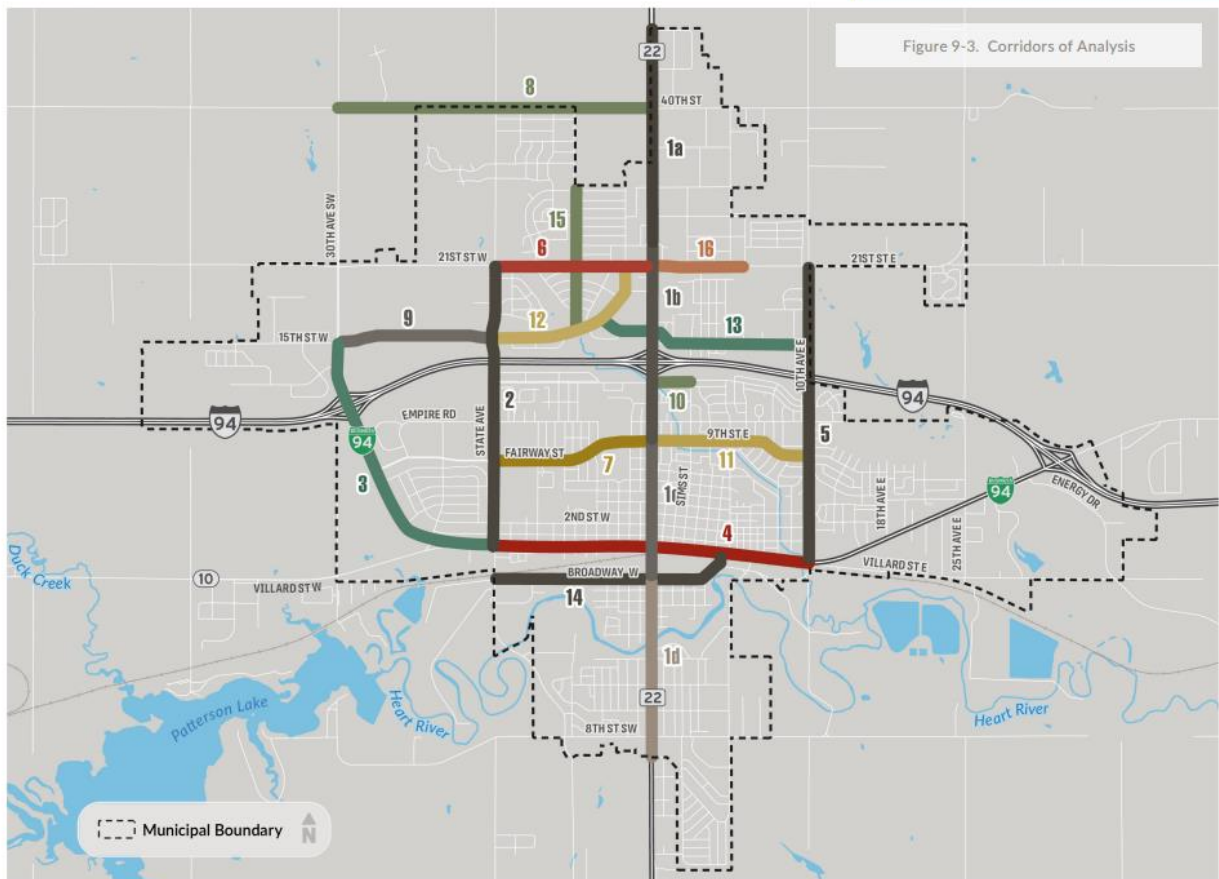 Figure 9-3. Corridors of Analysis
22
8
40TH ST
1a
30TH AVE SW
15
6
16
21ST ST W
21ST ST E
1b
12
13
9
15TH ST W
10TH AVE E
10
2
94
94
EMPIRE RD
STATE AVE
94
9TH ST E
5
FAIRWAY ST
7
11
3
SIMS ST
94
ENERGY DR
18TH AVE E
25TH AVE E
2ND ST W
4
Duck Creek
10
VILLARD ST W
BROADWAY W
VILLARD ST E
14
1d
22
Patterson Lake
Heart River
Heart River
8TH ST SW
Municipal Boundary
N